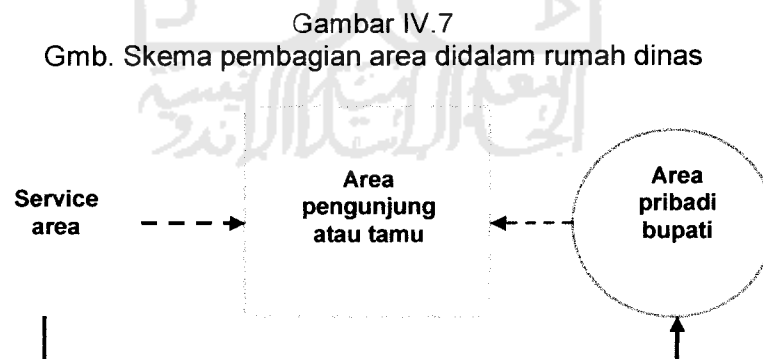 Gambar IV.7
Gmb. Skema pembagian area didalam rumah dinas
Service
area
Area
pengunjung
atau tamu
Area
pribadi
bupati